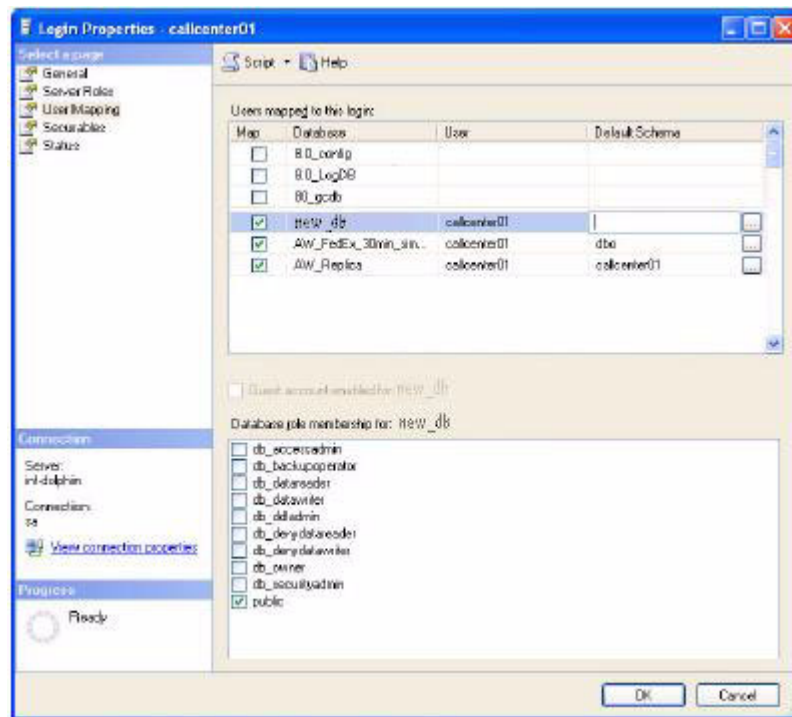 Login Properties - callcenter01
Select a page
General
Server Roles
User Mapping
Securables
Status
Script
Help
Users mapped to this login:
Map Database User Default Schema
8.0_config
8.0_LogDB
80_gcdb
new_db callcenter01
AW_FedEx_30min_sim... callcenter01 dbo
AW_Replica callcenter01 callcenter01
Guest account enabled for: new_db
Database role membership for: new_db
db_accessadmin
db_backupoperator
db_datareader
db_datawriter
db_ddladmin
db_denydatareader
db_denydatawriter
db_owner
db_securityadmin
public
Connection
Server:
inf-dolphin
Connection:
sa
View connection properties
Progress
Ready
OK
Cancel